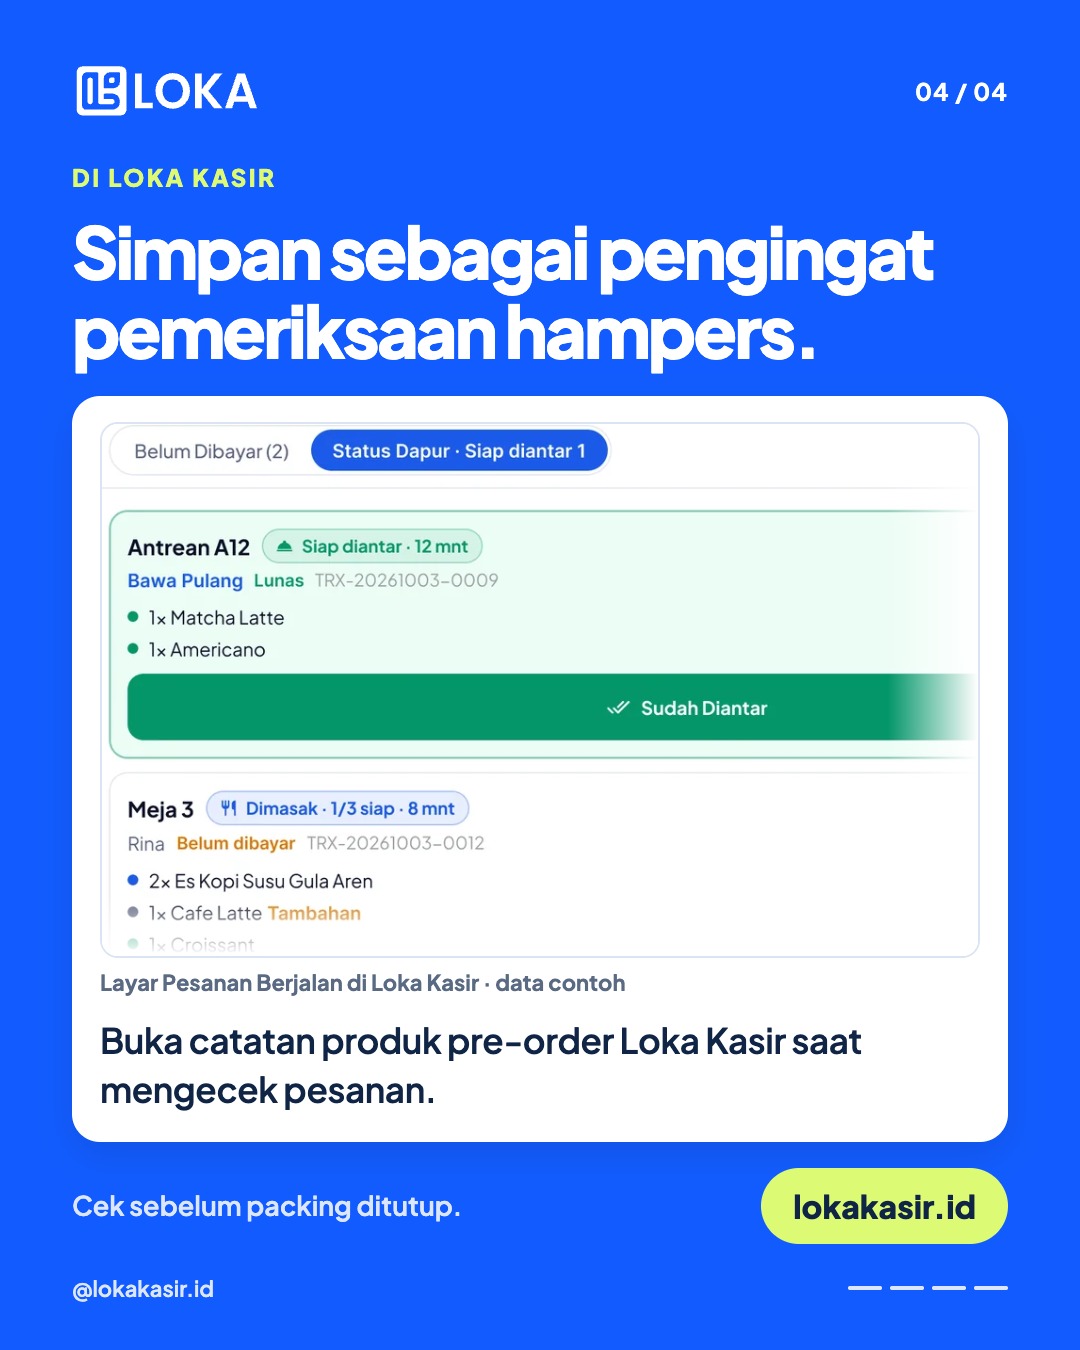 LOKA
04 / 04
DI LOKA KASIR
Simpan sebagai pengingat
pemeriksaan hampers.
Belum Dibayar (2)
Status Dapur · Siap diantar 1
Antrean A12
Siap diantar · 12 mnt
Bawa Pulang Lunas TRX-20261003-0009
1x Matcha Latte
1x Americano
Sudah Diantar
Meja 3
Dimasak · 1/3 siap · 8 mnt
Rina Belum dibayar TRX-20261003-0012
2x Es Kopi Susu Gula Aren
1x Cafe Latte Tambahan
1x Croissant
Layar Pesanan Berjalan di Loka Kasir · data contoh
Buka catatan produk pre-order Loka Kasir saat
mengecek pesanan.
Cek sebelum packing ditutup.
lokakasir.id
@lokakasir.id